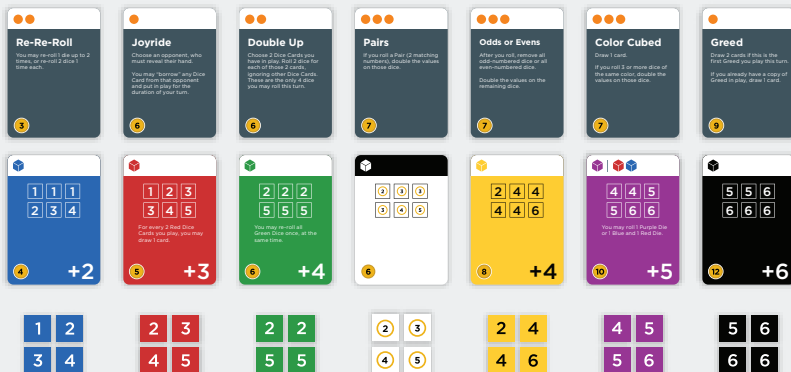 Re-Re-Roll
You may re-roll 1 die up to 2
times, or re-roll 2 dice 1
time each.
3
Joyride
Choose an opponent, who
must reveal their hand.
You may "borrow" any Dice
Card from that opponent
and put in play for the
duration of your turn.
6
Double Up
Choose 2 Dice Cards you
have in play. Roll 2 dice for
each of those 2 cards,
ignoring other Dice Cards.
These are the only 4 dice
you may roll this turn.
6
Pairs
If you roll a Pair (2 matching
numbers), double the values
on those dice.
7
Odds or Evens
After you roll, remove all
odd-numbered dice or all
even-numbered dice.
Double the values on the
remaining dice.
7
Color Cubed
Draw 1 card.
If you roll 3 or more dice of
the same color, double the
values on those dice.
7
Greed
Draw 2 cards if this is the
first Greed you play this turn.
If you already have a copy of
Greed in play, draw 1 card.
9
1 1 1
2 3 4
4 +2
1 2 3
3 4 5
For every 2 Red Dice
Cards you play, you may
draw 1 card.
5 +3
2 2 2
5 5 5
You may re-roll all
Green Dice once, at the
same time.
6 +4
2 3 3
3 4 5
6
2 4 4
4 4 6
8 +4
4 4 5
5 6 6
You may roll 1 Purple Die
or 1 Blue and 1 Red Die.
10 +5
5 5 6
6 6 6
12 +6
1 2
3 4
2 3
4 5
2 2
5 5
2 3
4 5
2 4
4 6
4 5
5 6
5 6
6 6